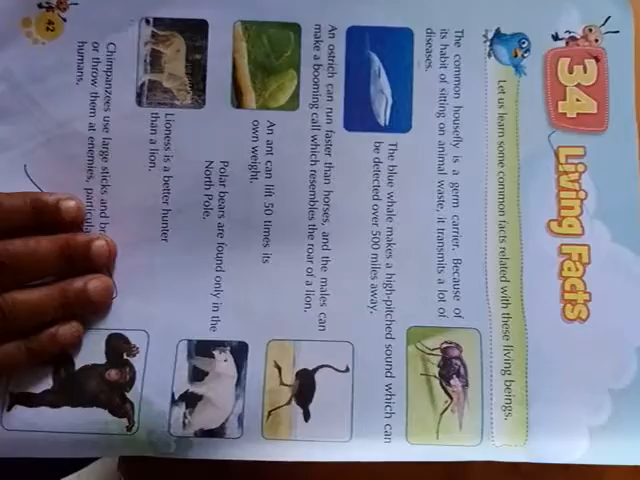 34 Living Facts
Let us learn some common facts related with these living beings.
The common housefly is a germ carrier. Because of
its habit of sitting on animal waste, it transmits a lot of
diseases.
The blue whale makes a high-pitched sound which can
be detected over 500 miles away.
An ostrich can run faster than horses, and the males can
make a booming call which resembles the roar of a lion.
An ant can lift 50 times its
own weight.
Polar bears are found only in the
North Pole.
Lioness is a better hunter
than a lion.
Chimpanzees use large sticks and
or throw them at enemies,
humans.
42